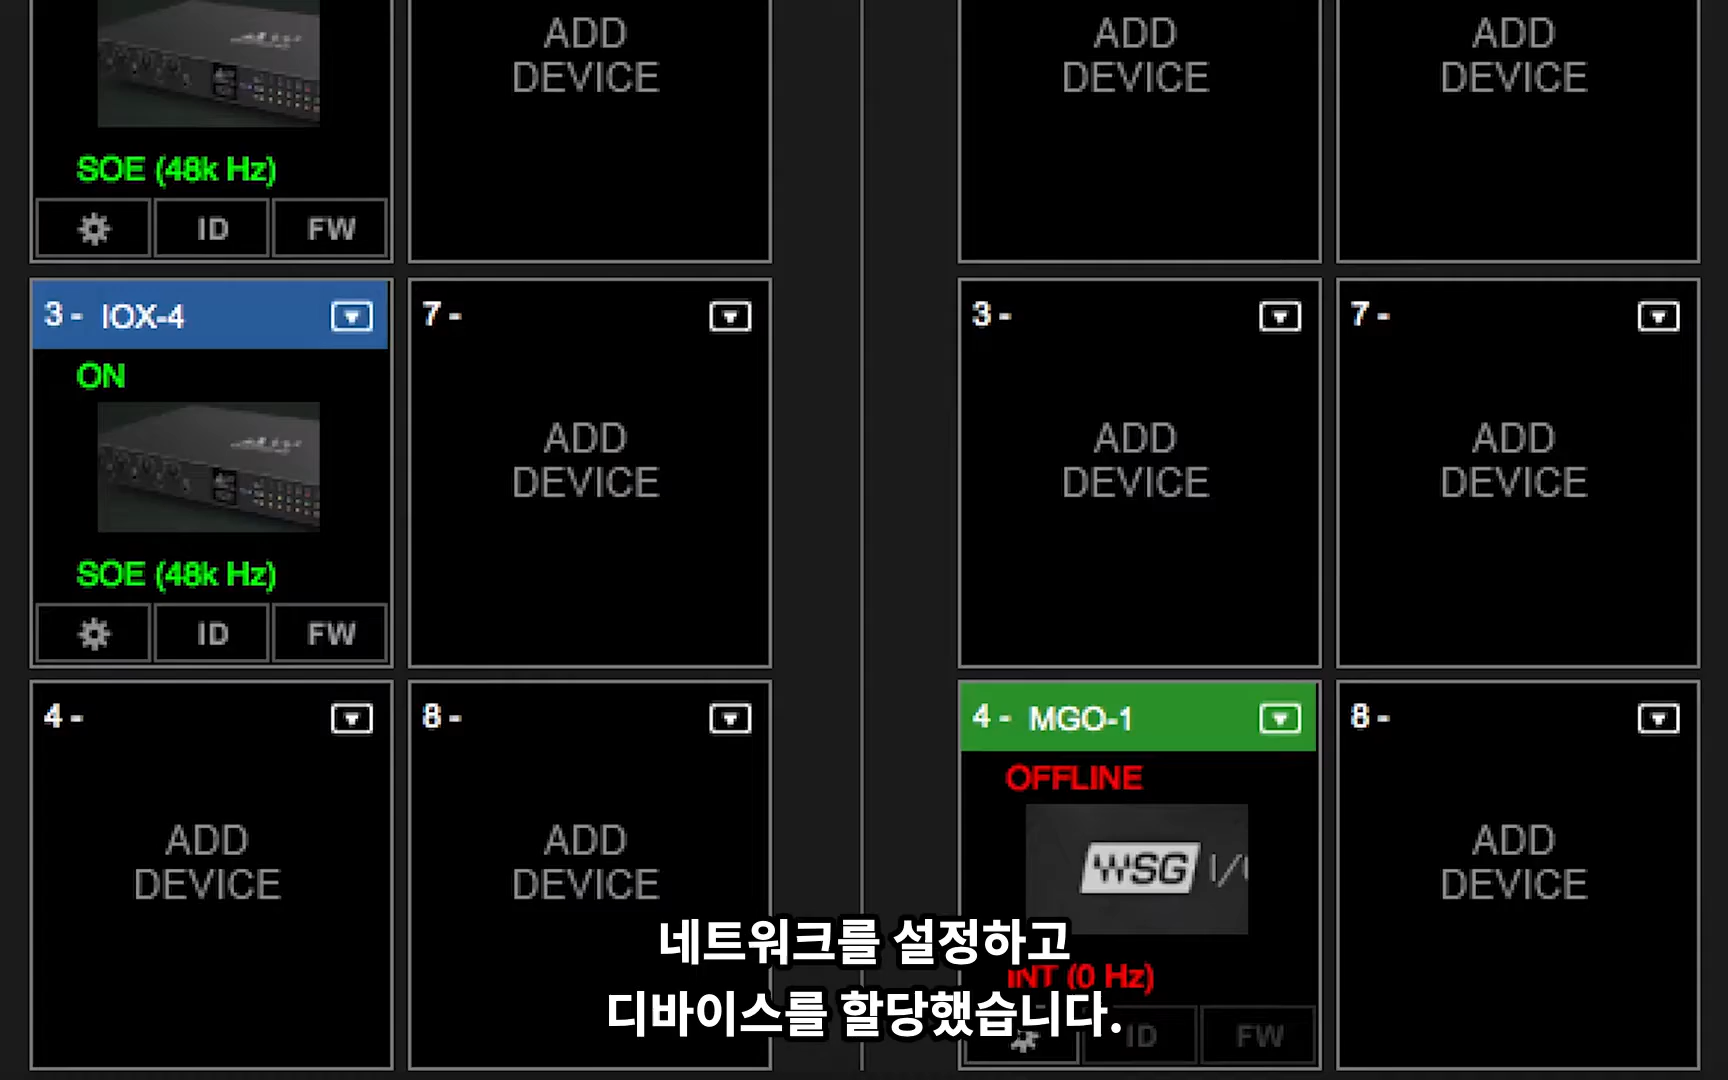 ADD
DEVICE
ADD
DEVICE
ADD
DEVICE
SOE (48k Hz)
ID
FW
3 - IOX-4
ON
SOE (48k Hz)
ID
FW
7 -
ADD
DEVICE
3 -
ADD
DEVICE
7 -
ADD
DEVICE
4 -
ADD
DEVICE
8 -
ADD
DEVICE
4 - MGO-1
OFFLINE
WSG
INT (0 Hz)
ID
FW
8 -
ADD
DEVICE
네트워크를 설정하고
디바이스를 할당했습니다.